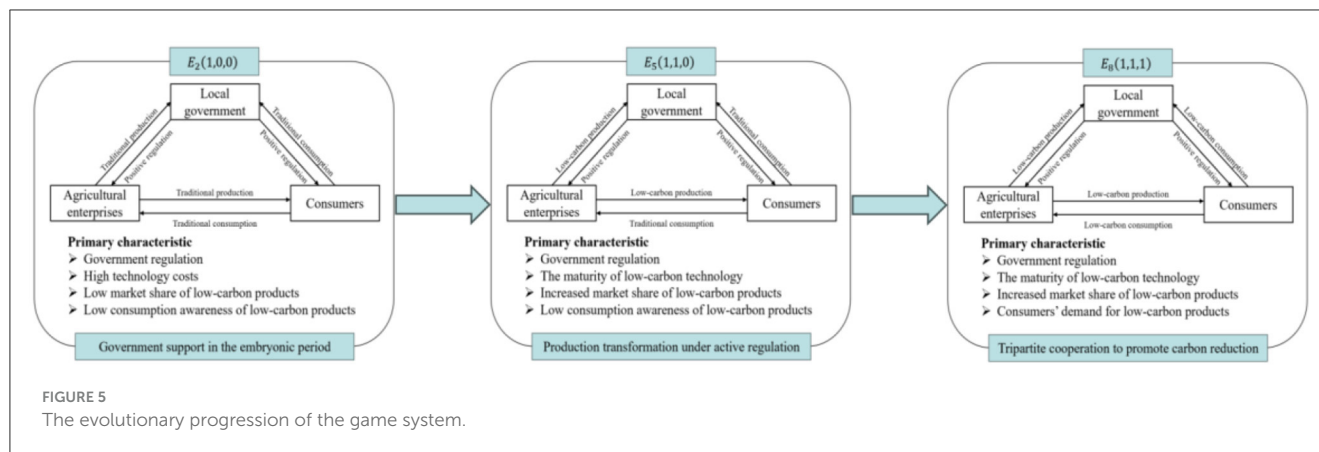 E₂(1,0,0)
Local
government
Traditional production
Positive regulation
Traditional consumption
Positive regulation
Agricultural
enterprises
Traditional production
Traditional consumption
Consumers
Primary characteristic
➤ Government regulation
➤ High technology costs
➤ Low market share of low-carbon products
➤ Low consumption awareness of low-carbon products
Government support in the embryonic period
E₅(1,1,0)
Local
government
Low-carbon production
Positive regulation
Traditional consumption
Positive regulation
Agricultural
enterprises
Low-carbon production
Traditional consumption
Consumers
Primary characteristic
➤ Government regulation
➤ The maturity of low-carbon technology
➤ Increased market share of low-carbon products
➤ Low consumption awareness of low-carbon products
Production transformation under active regulation
E₈(1,1,1)
Local
government
Low-carbon production
Positive regulation
Low-carbon consumption
Positive regulation
Agricultural
enterprises
Low-carbon production
Low-carbon consumption
Consumers
Primary characteristic
➤ Government regulation
➤ The maturity of low-carbon technology
➤ Increased market share of low-carbon products
➤ Consumers' demand for low-carbon products
Tripartite cooperation to promote carbon reduction
FIGURE 5
The evolutionary progression of the game system.